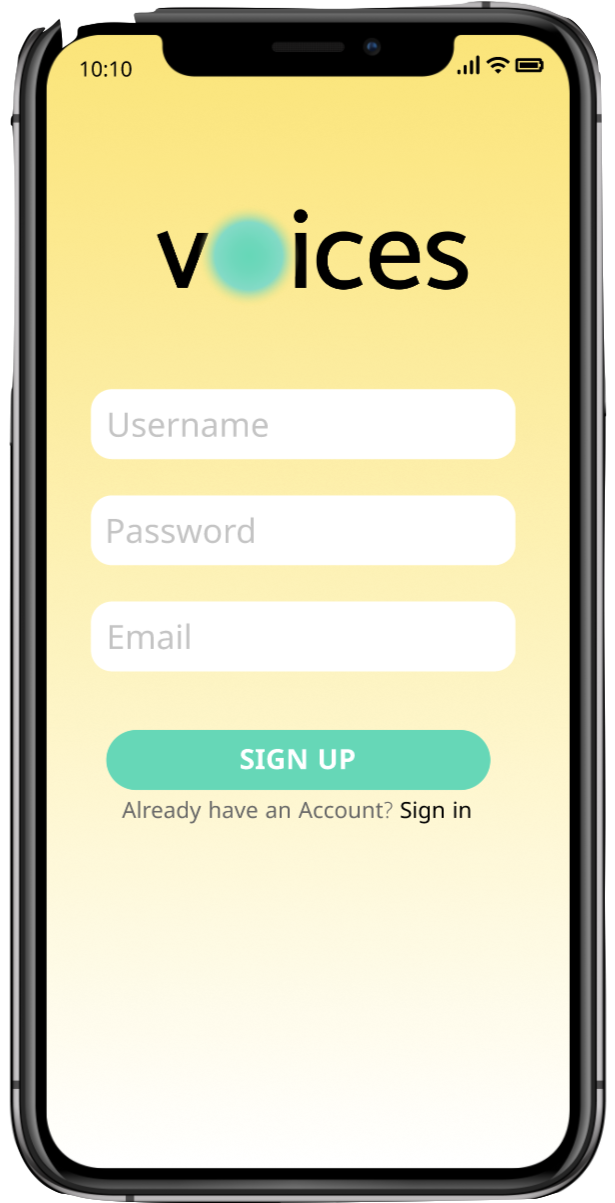 10:10
voices
Username
Password
Email
SIGN UP
Already have an Account? Sign in